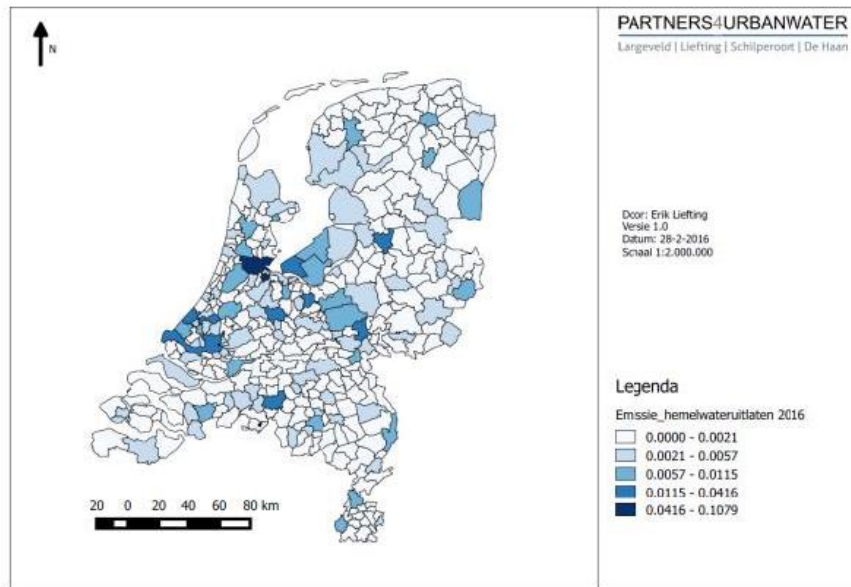 PARTNERS4URBANWATER
Largeveld | Liefting | Schilperoort | De Haan
N
Door: Erik Liefting
Versie 1.0
Datum: 28-2-2016
Schaal 1:2.000.000
Legenda
Emissie_hemelwateruitlaten 2016
0.0000 - 0.0021
0.0021 - 0.0057
0.0057 - 0.0115
0.0115 - 0.0416
0.0416 - 0.1079
20 0 20 40 60 80 km